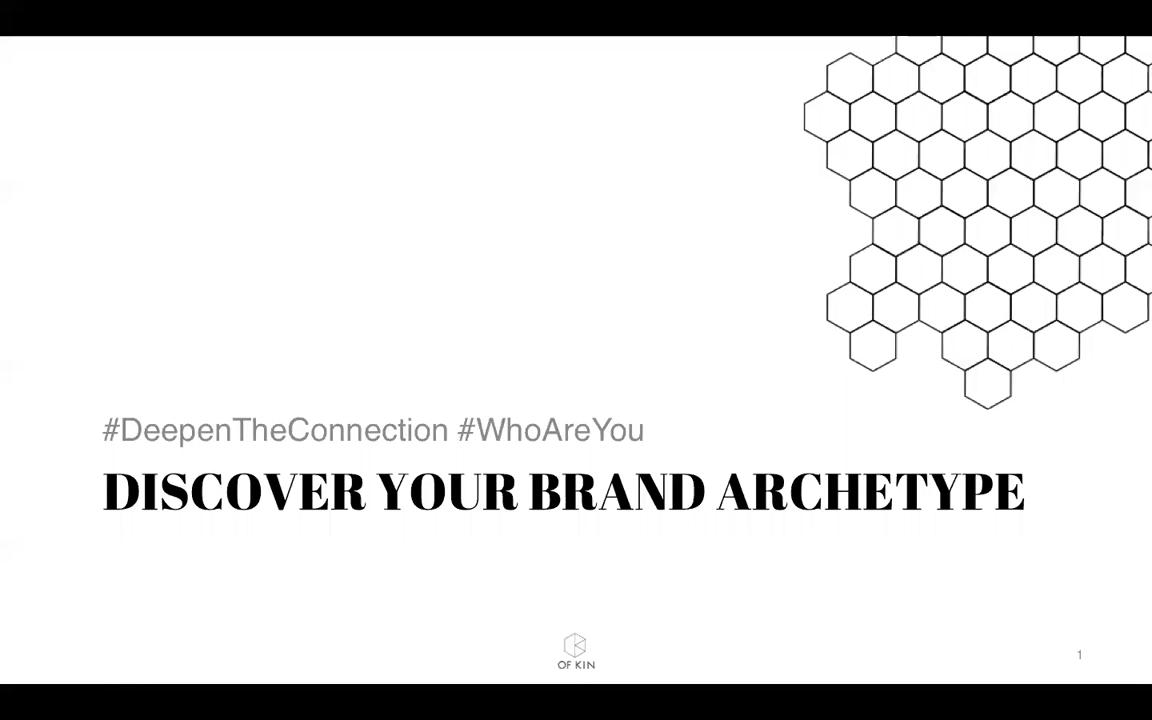 #DeepenTheConnection #WhoAreYou
DISCOVER YOUR BRAND ARCHETYPE
OF KIN
1